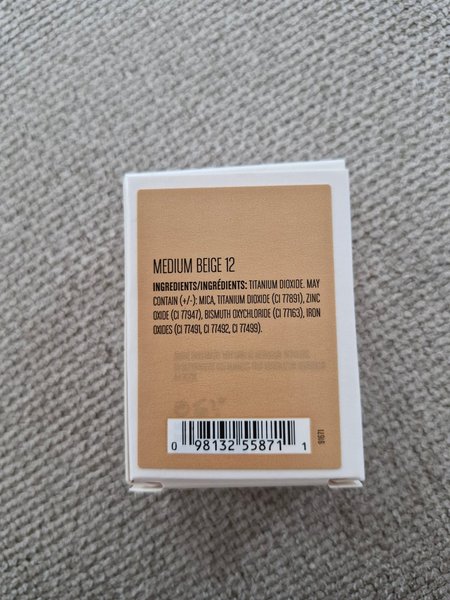 MEDIUM BEIGE 12
INGREDIENTS/INGRÉDIENTS: TITANIUM DIOXIDE. MAY
CONTAIN (+/-): MICA, TITANIUM DIOXIDE (CI 77891), ZINC
OXIDE (CI 77947), BISMUTH OXYCHLORIDE (CI 77163), IRON
OXIDES (CI 77491, CI 77492, CI 77499).
0 98132 55871 1
91671